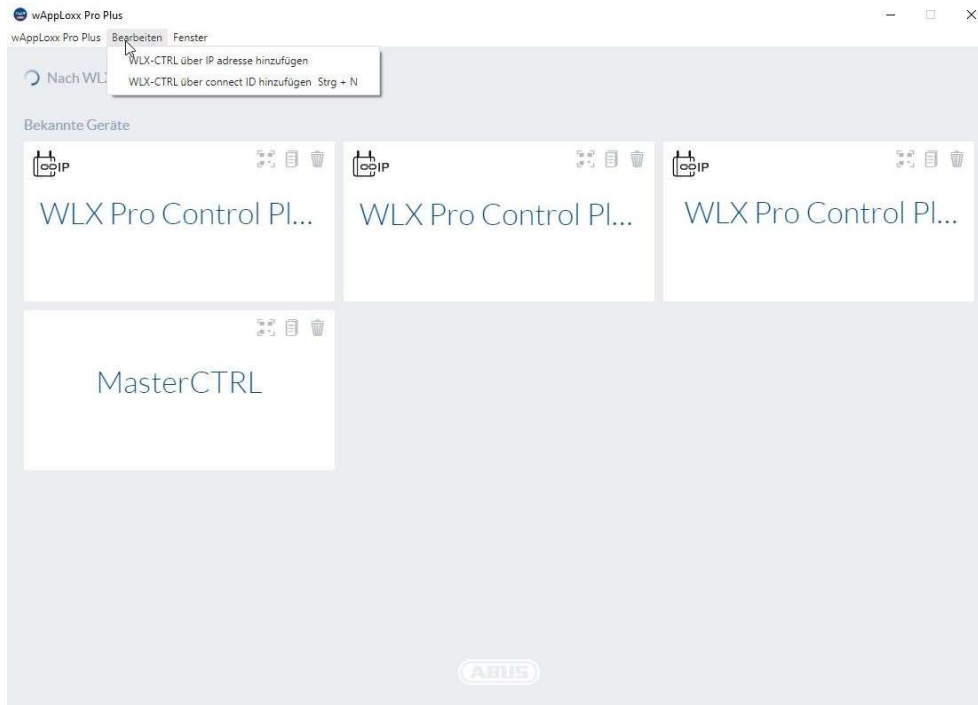 wAppLoxx Pro Plus
wAppLoxx Pro Plus Bearbeiten Fenster
WLX-CTRL über IP adresse hinzufügen
WLX-CTRL über connect ID hinzufügen Strg + N
Nach WLX
Bekannte Geräte
IP IP IP
WLX Pro Control Pl... WLX Pro Control Pl... WLX Pro Control Pl...
MasterCTRL
ABUS